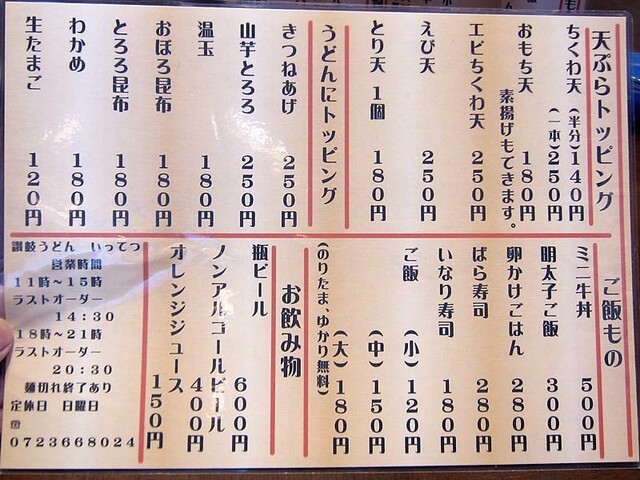 天ぷらトッピング
ちくわ天（半分）140円
（一本）250円
おもち天 180円
素揚げもできます。
エビちくわ天 250円
えび天 250円
とり天 1個 180円
うどんにトッピング
きつねあげ 250円
山芋とろろ 250円
温玉 180円
おぼろ昆布 180円
とろろ昆布 180円
わかめ 180円
生たまご 120円
ご飯もの
ミニ牛丼 500円
明太子ご飯 300円
卵かけごはん 280円
ばら寿司 280円
いなり寿司 180円
ご飯（小）120円
（中）150円
（大）180円
（のりたま、ゆかり無料）
お飲み物
瓶ビール 600円
ノンアルコールビール 400円
オレンジジュース 150円
讃岐うどん いってつ
営業時間
11時～15時
ラストオーダー
14:30
18時～21時
ラストオーダー
20:30
麺切れ終了あり
定休日 日曜日
☎
0723668024